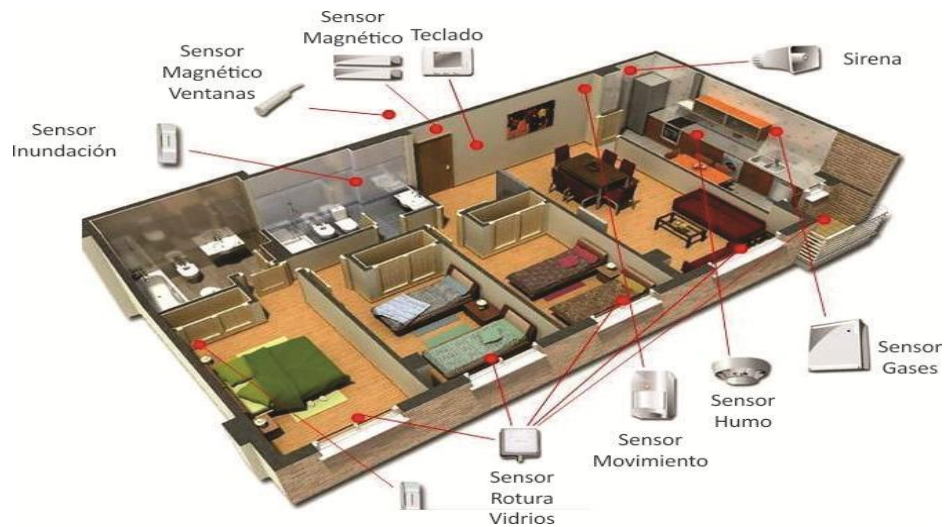 Sensor
Magnético
Teclado
Sensor
Magnético
Ventanas
Sirena
Sensor
Inundación
Sensor
Gases
Sensor
Humo
Sensor
Movimiento
Sensor
Rotura
Vidrios